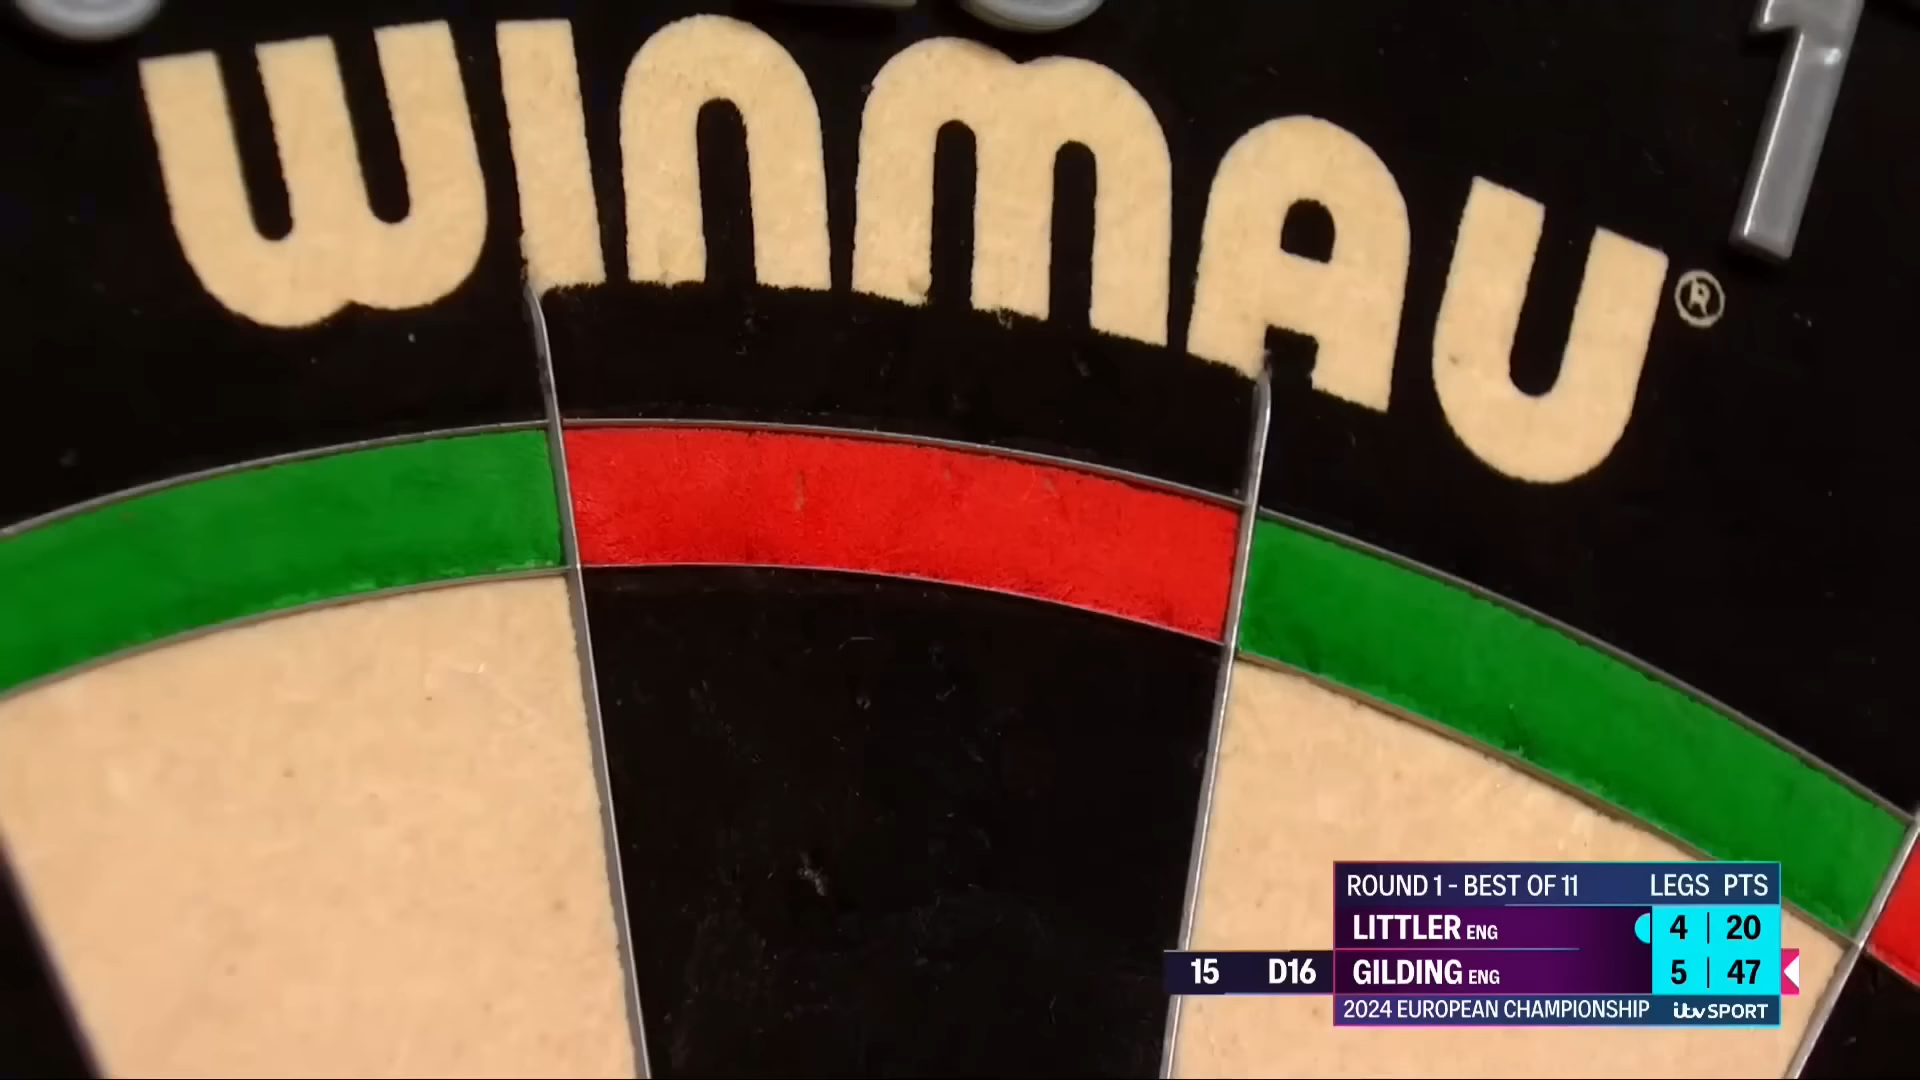 WINMAU®
1
ROUND 1 - BEST OF 11 LEGS PTS
LITTLER ENG 4 20
15 D16 GILDING ENG 5 47
2024 EUROPEAN CHAMPIONSHIP itv SPORT